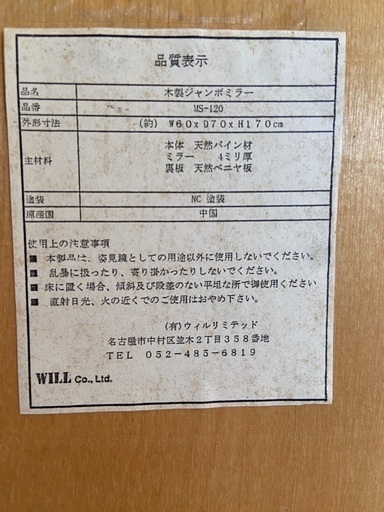 品質表示
品名 木製ジャンボミラー
品番 MS-120
外形寸法 (約) W60xD70xH170cm
主材料 本体 天然パイン材
ミラー 4ミリ厚
裏板 天然ベニヤ板
塗装 NC 塗装
原産国 中国
使用上の注意事項
■ 本製品は、姿見鏡としての用途以外に使用しないでください。
■ 乱暴に扱ったり、寄り掛かったりしないでください。
■ 床に置く場合、傾斜及び段差のない平坦な所で御使用ください
■ 直射日光、火の近くでのご使用はおやめ下さい。
(有)ウィルリミテッド
名古屋市中村区並木2丁目358番地
TEL 052-485-6819
WILL Co., Ltd.